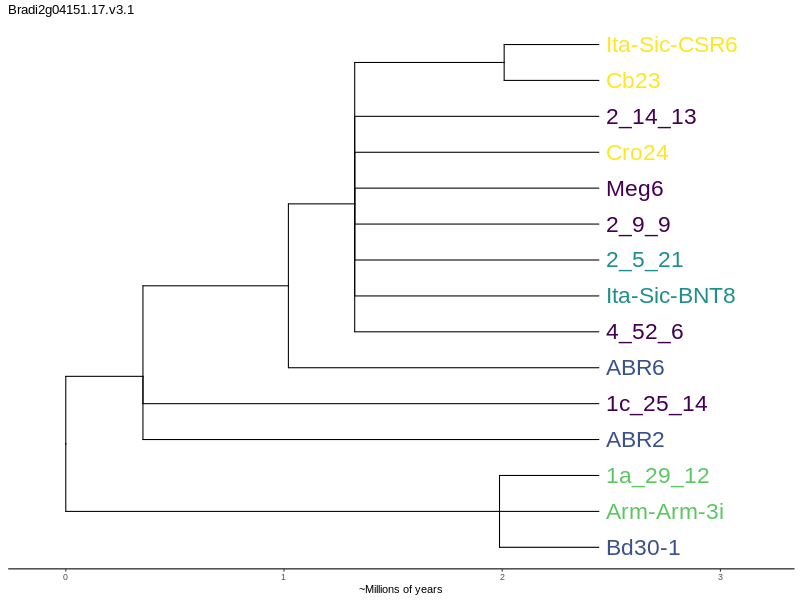 Bradi2g04151.17.v3.1
Ita-Sic-CSR6
Cb23
2_14_13
Cro24
Meg6
2_9_9
2_5_21
Ita-Sic-BNT8
4_52_6
ABR6
1c_25_14
ABR2
1a_29_12
Arm-Arm-3i
Bd30-1
0 1 2 3
~Millions of years